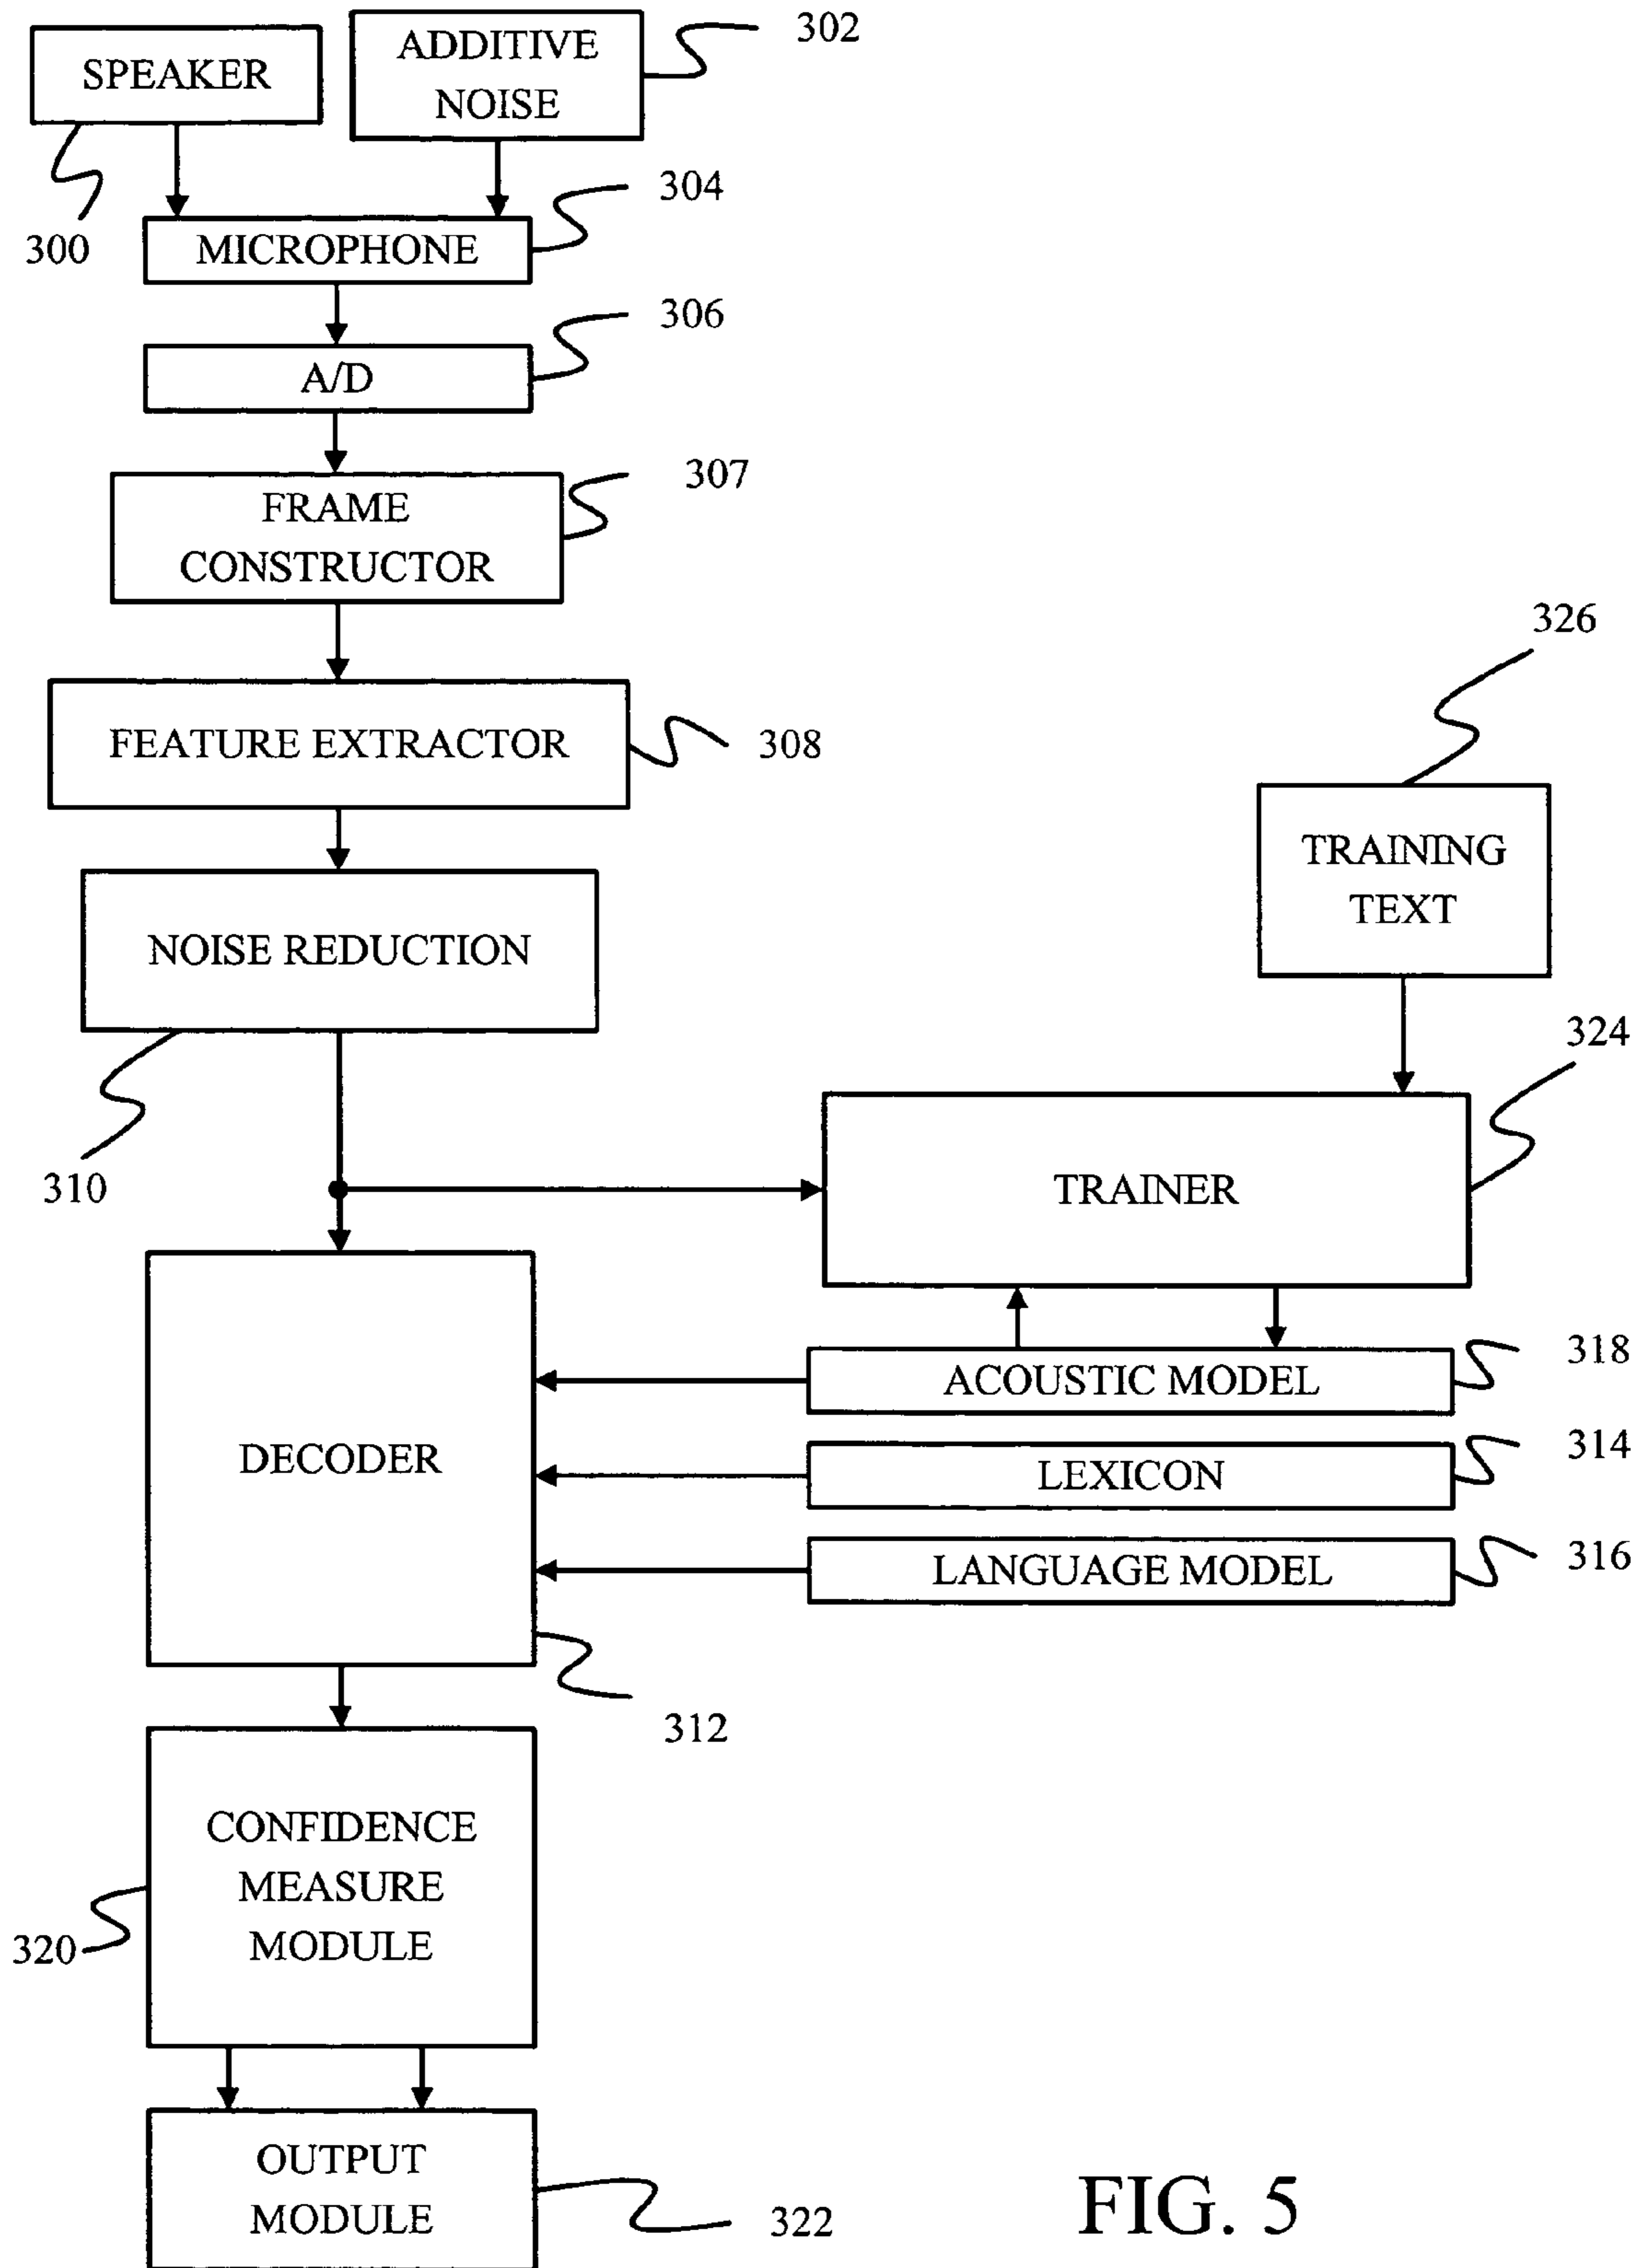 SPEAKER
300
ADDITIVE
NOISE
302
MICROPHONE
304
A/D
306
FRAME
CONSTRUCTOR
307
FEATURE EXTRACTOR
308
NOISE REDUCTION
310
TRAINING
TEXT
326
TRAINER
324
ACOUSTIC MODEL
318
LEXICON
314
LANGUAGE MODEL
316
DECODER
312
CONFIDENCE
MEASURE
MODULE
320
OUTPUT
MODULE
322
FIG. 5